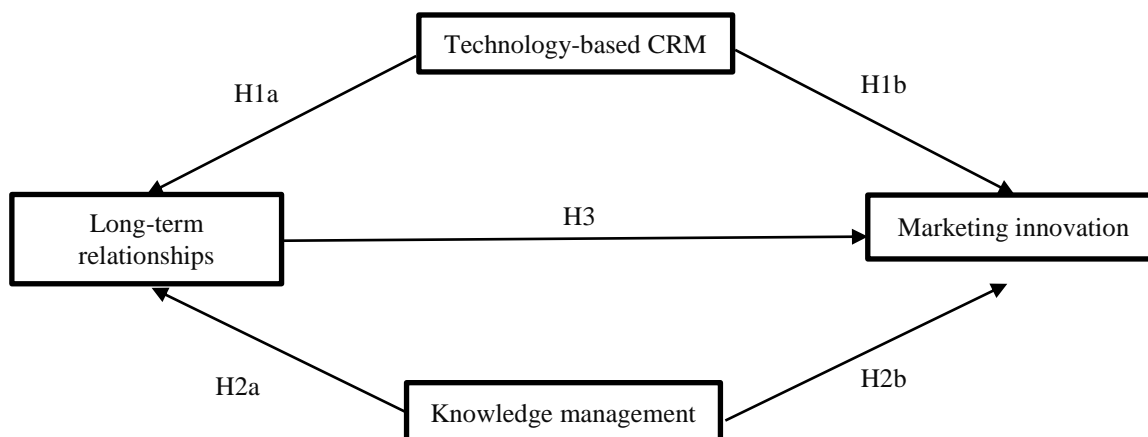 Technology-based CRM
H1a
H1b
Long-term
relationships
H3
Marketing innovation
H2a
H2b
Knowledge management